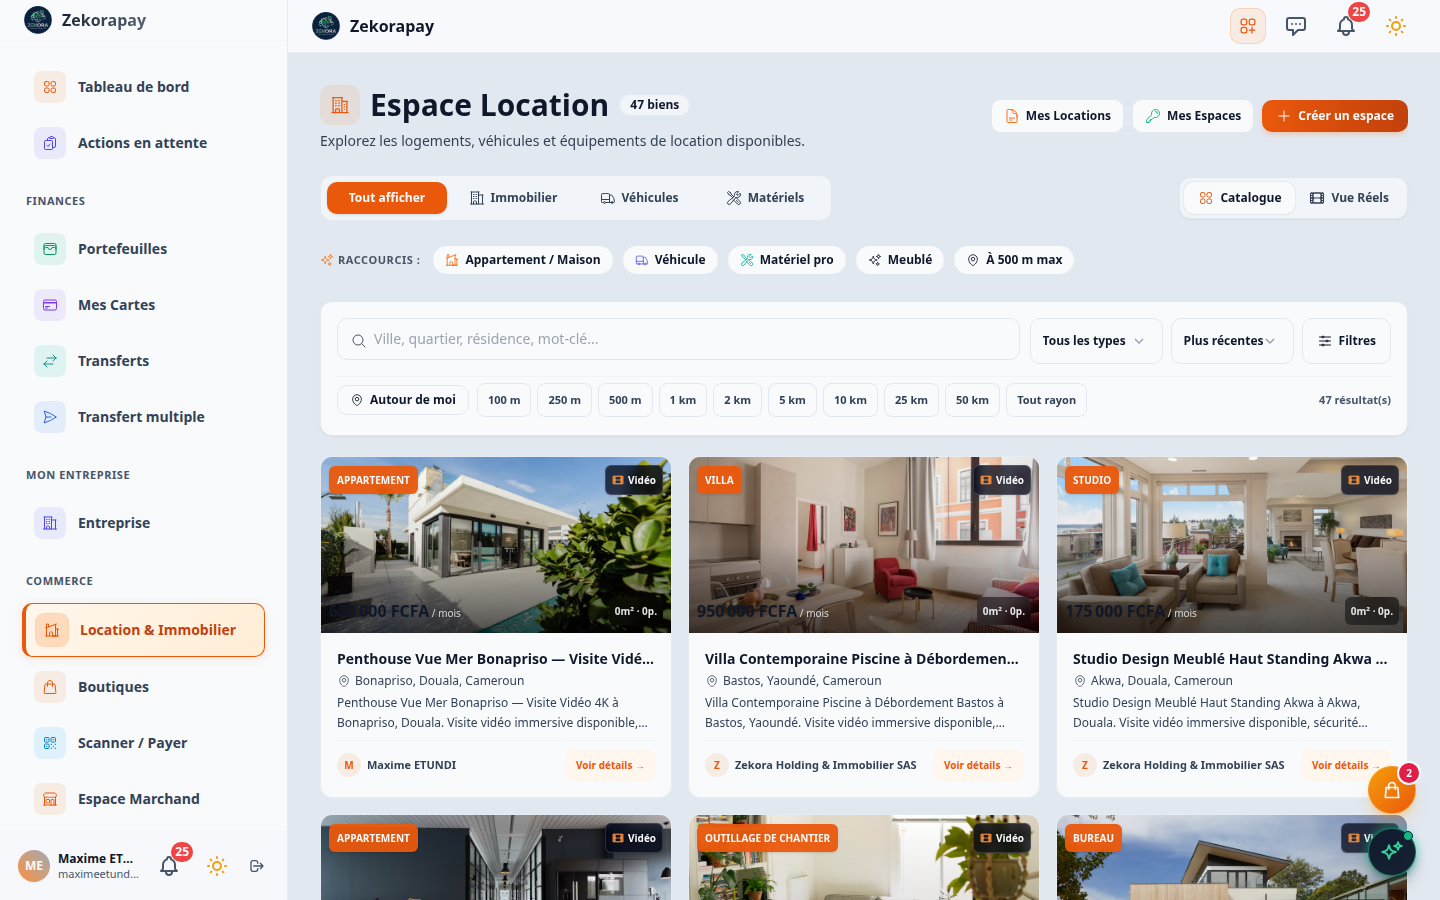 Zekorapay
Tableau de bord
Actions en attente
FINANCES
Portefeuilles
Mes Cartes
Transferts
Transfert multiple
MON ENTREPRISE
Entreprise
COMMERCE
Location & Immobilier
Boutiques
Scanner / Payer
Espace Marchand
ME
Maxime ET...
maximeetund...
25
Zekorapay
25
Espace Location
47 biens
Explorez les logements, véhicules et équipements de location disponibles.
Mes Locations
Mes Espaces
Créer un espace
Tout afficher
Immobilier
Véhicules
Matériels
Catalogue
Vue Réels
RACCOURCIS :
Appartement / Maison
Véhicule
Matériel pro
Meublé
À 500 m max
Ville, quartier, résidence, mot-clé...
Tous les types
Plus récentes
Filtres
Autour de moi
100 m
250 m
500 m
1 km
2 km
5 km
10 km
25 km
50 km
Tout rayon
47 résultat(s)
APPARTEMENT
Vidéo
000 FCFA / mois
0m² · 0p.
Penthouse Vue Mer Bonapriso — Visite Vidé...
Bonapriso, Douala, Cameroun
Penthouse Vue Mer Bonapriso — Visite Vidéo 4K à
Bonapriso, Douala. Visite vidéo immersive disponible,...
M
Maxime ETUNDI
Voir détails →
VILLA
Vidéo
950 000 FCFA / mois
0m² · 0p.
Villa Contemporaine Piscine à Débordemen...
Bastos, Yaoundé, Cameroun
Villa Contemporaine Piscine à Débordement Bastos à
Bastos, Yaoundé. Visite vidéo immersive disponible,...
Z
Zekora Holding & Immobilier SAS
Voir détails →
STUDIO
Vidéo
175 000 FCFA / mois
0m² · 0p.
Studio Design Meublé Haut Standing Akwa ...
Akwa, Douala, Cameroun
Studio Design Meublé Haut Standing Akwa à Akwa,
Douala. Visite vidéo immersive disponible, sécurité...
Z
Zekora Holding & Immobilier SAS
Voir détails →
2
APPARTEMENT
Vidéo
OUTILLAGE DE CHANTIER
Vidéo
BUREAU